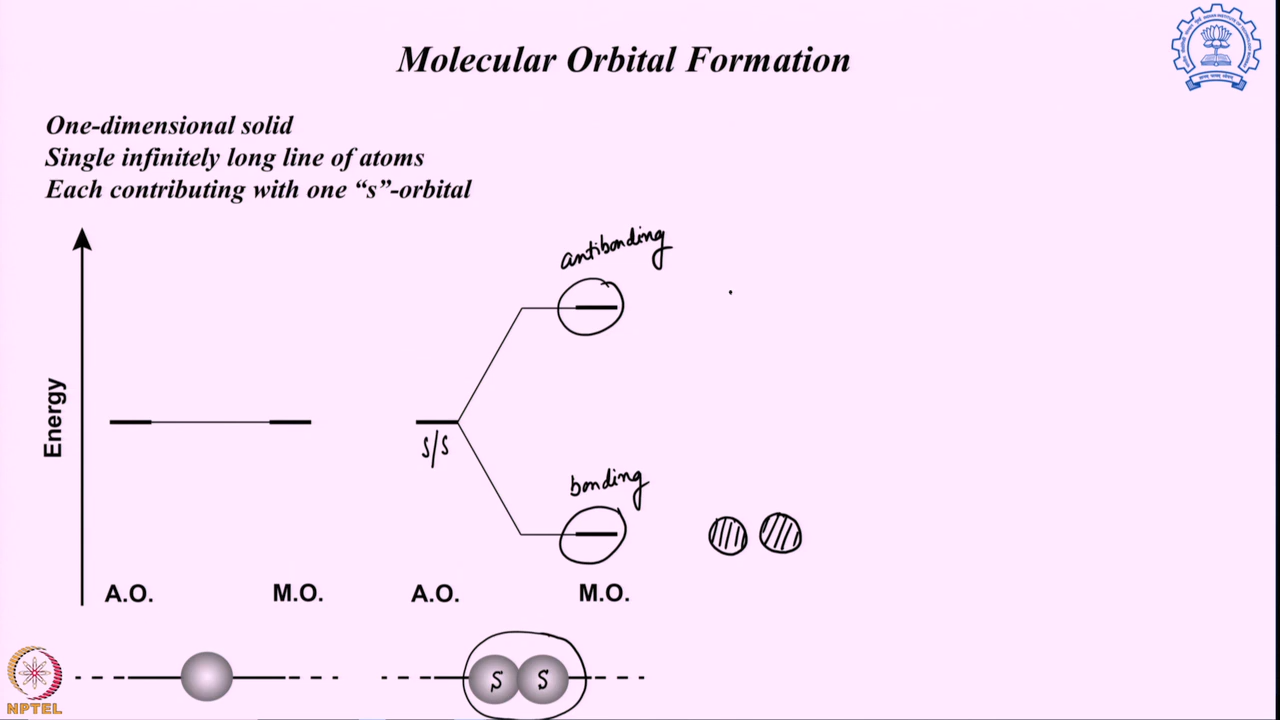 Molecular Orbital Formation
One-dimensional solid
Single infinitely long line of atoms
Each contributing with one “s”-orbital
antibonding
Energy
s/s
bonding
A.O.
M.O.
A.O.
M.O.
S
S
NPTEL